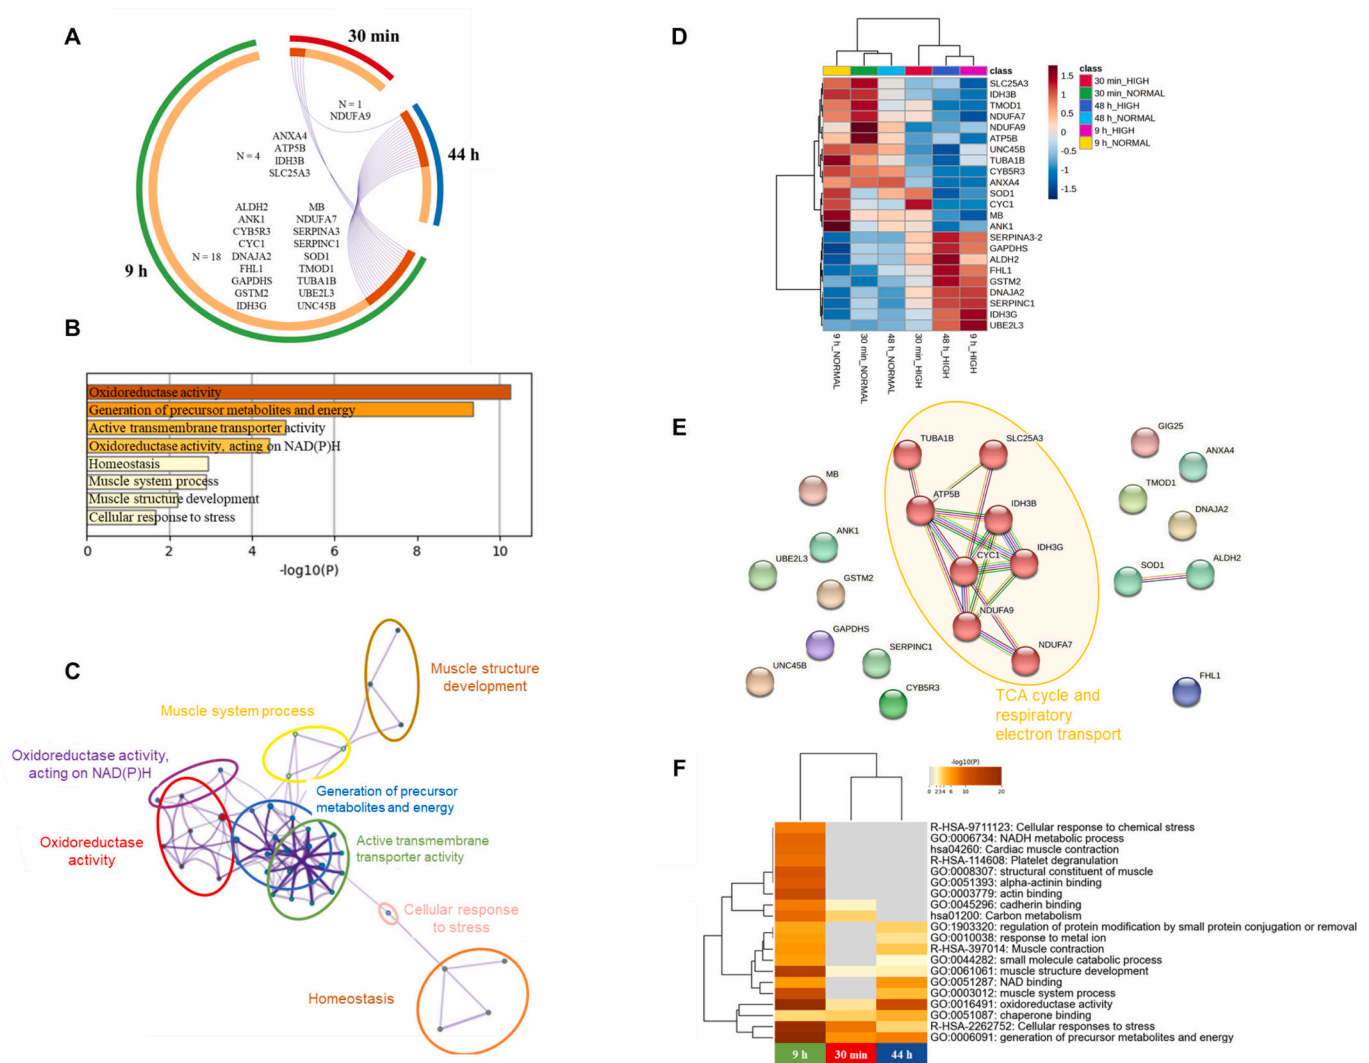 A
30 min
N = 1
NDUFA9
44 h
ANXA4
ATP5B
N = 4
IDH3B
SLC25A3
9 h
N = 18
ALDH2
ANK1
CYB5R3
CYC1
DNAJA2
FHL1
GAPDHS
GSTM2
IDH3G
MB
NDUFA7
SERPINA3
SERPINC1
SOD1
TMOD1
TUBA1B
UBE2L3
UNC45B
B
Oxidoreductase activity
Generation of precursor metabolites and energy
Active transmembrane transporter activity
Oxidoreductase activity, acting on NAD(P)H
Homeostasis
Muscle system process
Muscle structure development
Cellular response to stress
0 2 4 6 8 10
-log10(P)
C
Muscle structure
development
Muscle system process
Oxidoreductase activity,
acting on NAD(P)H
Generation of precursor
metabolites and energy
Oxidoreductase
activity
Active transmembrane
transporter activity
Cellular response
to stress
Homeostasis
D
class
SLC25A3
IDH3B
TMOD1
NDUFA7
NDUFA9
ATP5B
UNC45B
TUBA1B
CYB5R3
ANXA4
SOD1
CYC1
MB
ANK1
SERPINA3-2
GAPDHS
ALDH2
FHL1
GSTM2
DNAJA2
SERPINC1
IDH3G
UBE2L3
9 h_NORMAL
30 min_NORMAL
48 h_NORMAL
30 min_HIGH
48 h_HIGH
9 h_HIGH
1.5
1
0.5
0
-0.5
-1
-1.5
class
30 min_HIGH
30 min_NORMAL
48 h_HIGH
48 h_NORMAL
9 h_HIGH
9 h_NORMAL
E
TUBA1B
SLC25A3
GIG25
ANXA4
MB
ATP5B
IDH3B
TMOD1
DNAJA2
ANK1
UBE2L3
CYC1
IDH3G
SOD1
ALDH2
GSTM2
NDUFA9
GAPDHS
SERPINC1
NDUFA7
UNC45B
CYB5R3
FHL1
TCA cycle and
respiratory
electron transport
F
-log10(P)
0 2 3 4 6 10 20
R-HSA-9711123: Cellular response to chemical stress
GO:0006734: NADH metabolic process
hsa04260: Cardiac muscle contraction
R-HSA-114608: Platelet degranulation
GO:0008307: structural constituent of muscle
GO:0051393: alpha-actinin binding
GO:0003779: actin binding
GO:0045296: cadherin binding
hsa01200: Carbon metabolism
GO:1903320: regulation of protein modification by small protein conjugation or removal
GO:0010038: response to metal ion
R-HSA-397014: Muscle contraction
GO:0044282: small molecule catabolic process
GO:0061061: muscle structure development
GO:0051287: NAD binding
GO:0003012: muscle system process
GO:0016491: oxidoreductase activity
GO:0051087: chaperone binding
R-HSA-2262752: Cellular responses to stress
GO:0006091: generation of precursor metabolites and energy
9 h
30 min
44 h